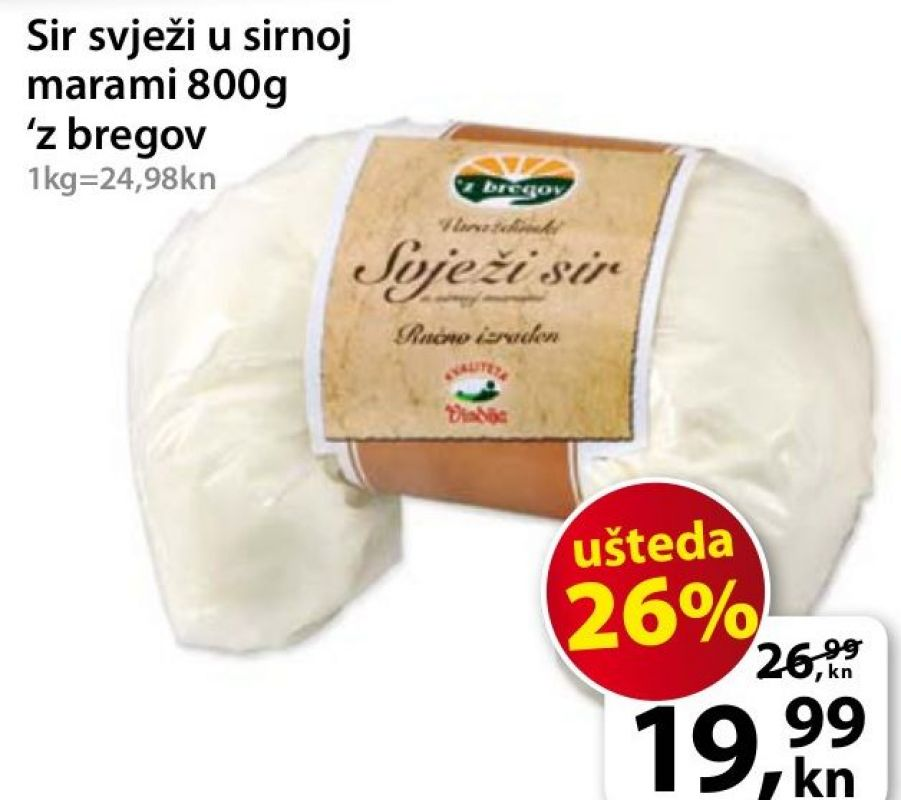 Sir svježi u sirnoj
marami 800g
‘z bregov
1kg=24,98kn
'z bregov
Svježi sir
Ručno izrađen
KVALITETA
Vindija
ušteda
26%
26,99 kn
19,99 kn